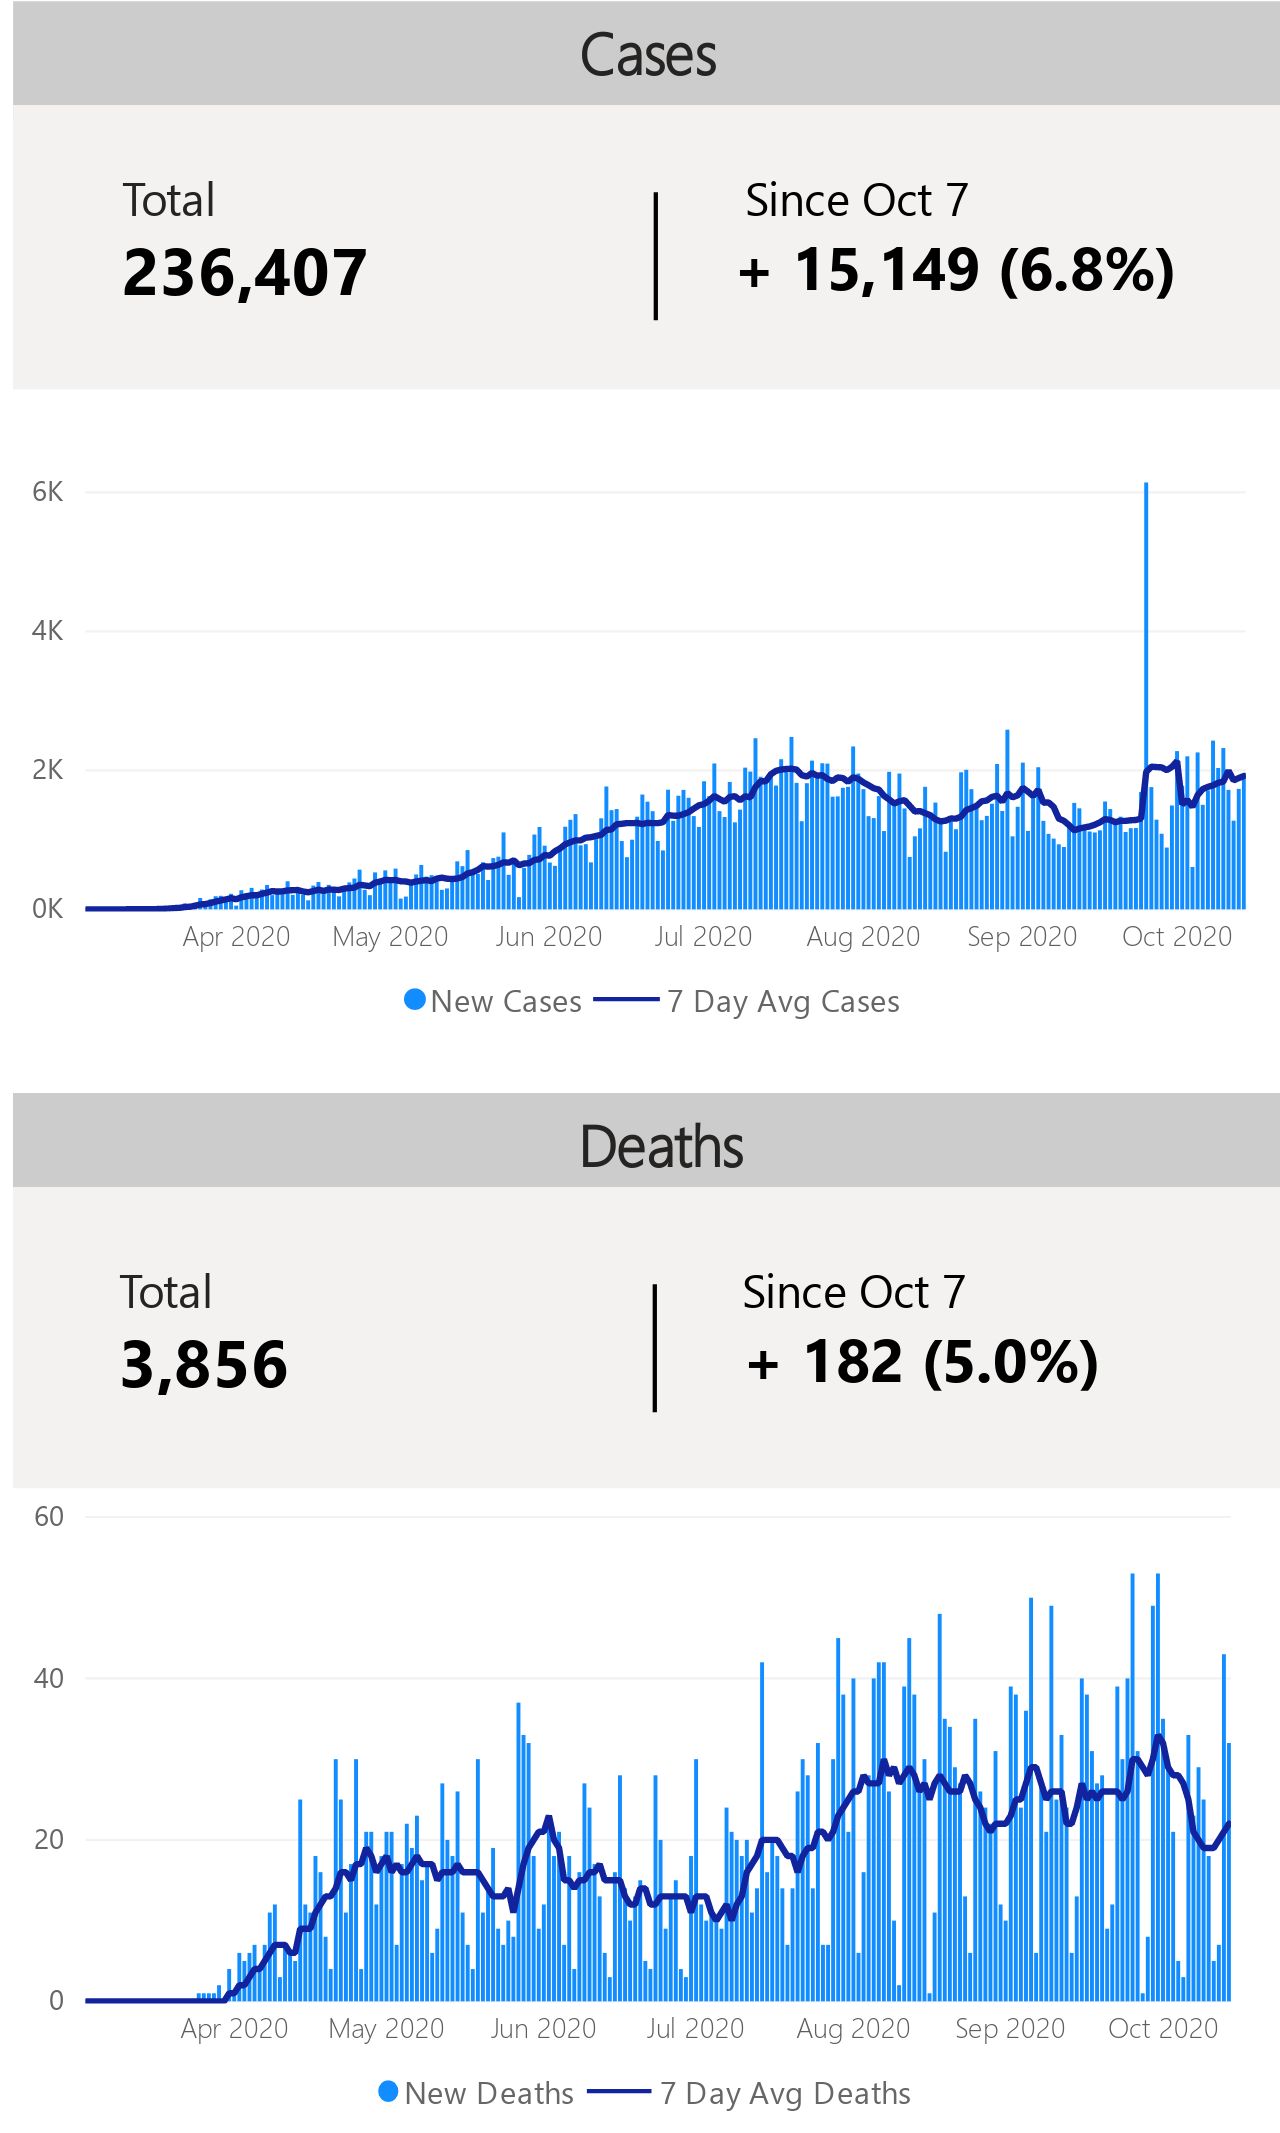 Cases
Total
Since Oct 7
236,407
+ 15,149 (6.8%)
6K
4K
2K
0K
Apr 2020 May 2020 Jun 2020 Jul 2020 Aug 2020 Sep 2020 Oct 2020
New Cases 7 Day Avg Cases
Deaths
Total
Since Oct 7
3,856
+ 182 (5.0%)
60
40
20
0
Apr 2020 May 2020 Jun 2020 Jul 2020 Aug 2020 Sep 2020 Oct 2020
New Deaths 7 Day Avg Deaths